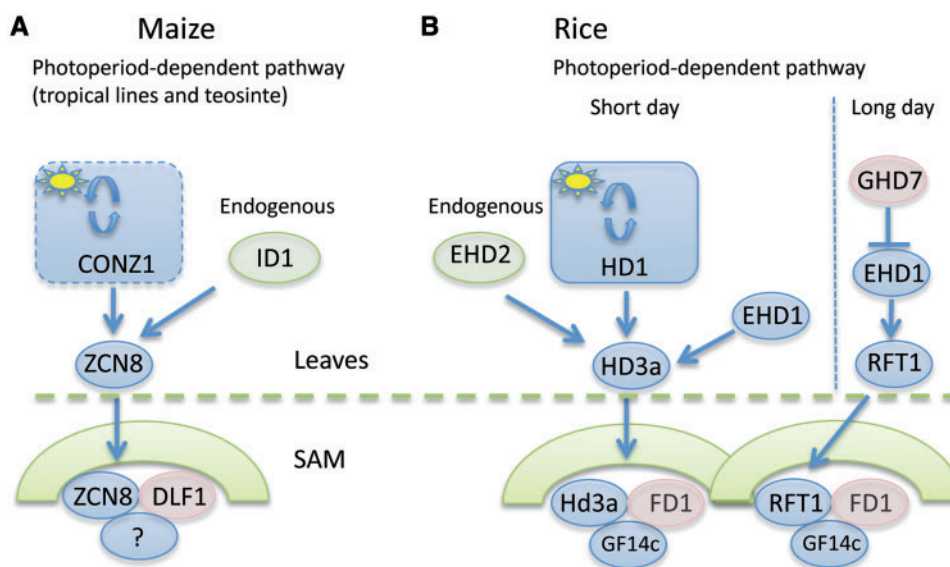 A Maize
Photoperiod-dependent pathway
(tropical lines and teosinte)
CONZ1
Endogenous
ID1
ZCN8
Leaves
SAM
ZCN8
DLF1
?
B Rice
Photoperiod-dependent pathway
Short day
Long day
Endogenous
EHD2
HD1
EHD1
HD3a
GHD7
EHD1
RFT1
Hd3a
FD1
GF14c
RFT1
FD1
GF14c